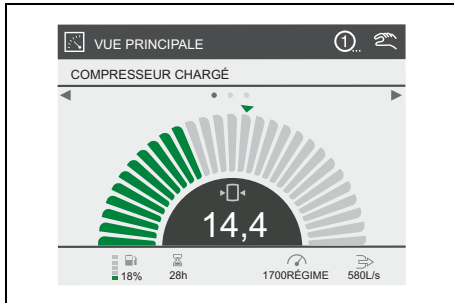 VUE PRINCIPALE 1...
COMPRESSEUR CHARGÉ
14,4
18% 28h 1700RÉGIME 580L/s